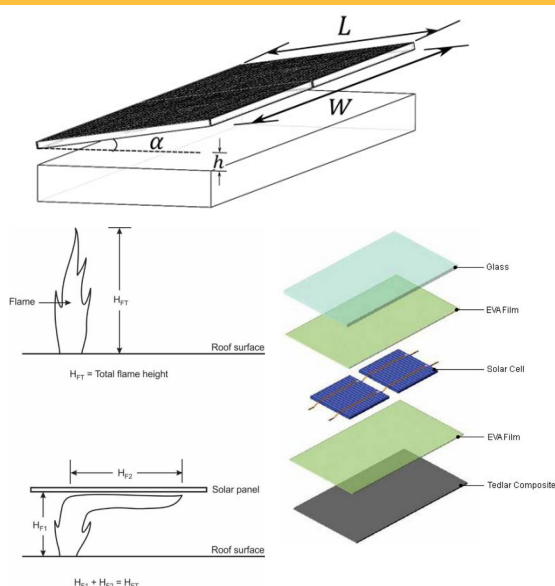 L
W
α
h
Flame
H_FT
Roof surface
H_FT = Total flame height
Glass
EVA Film
Solar Cell
EVA Film
Tedlar Composite
H_F2
Solar panel
H_F1
Roof surface
H_F1 + H_F2 = H_FT